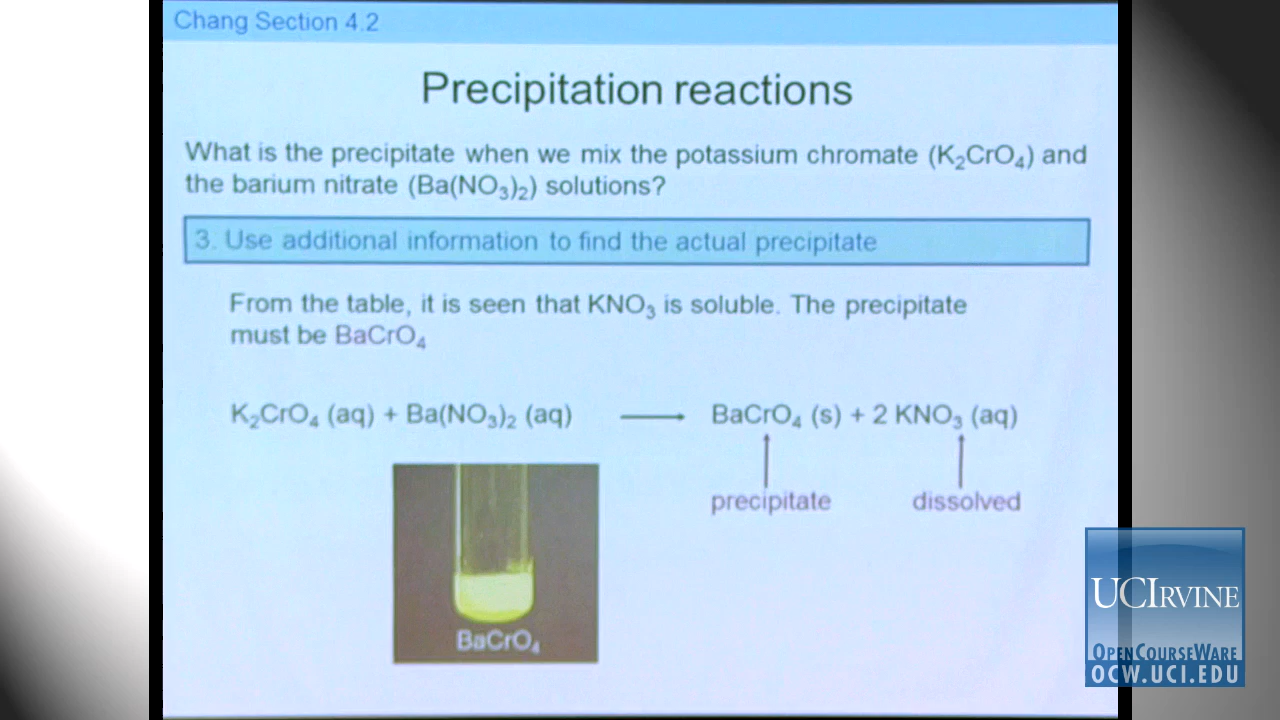 Chang Section 4.2
Precipitation reactions
What is the precipitate when we mix the potassium chromate (K₂CrO₄) and
the barium nitrate (Ba(NO₃)₂) solutions?
3. Use additional information to find the actual precipitate
From the table, it is seen that KNO₃ is soluble. The precipitate
must be BaCrO₄
K₂CrO₄ (aq) + Ba(NO₃)₂ (aq) ⟶ BaCrO₄ (s) + 2 KNO₃ (aq)
precipitate dissolved
BaCrO₄
UCIRVINE
OPENCOURSEWARE
OCW.UCI.EDU